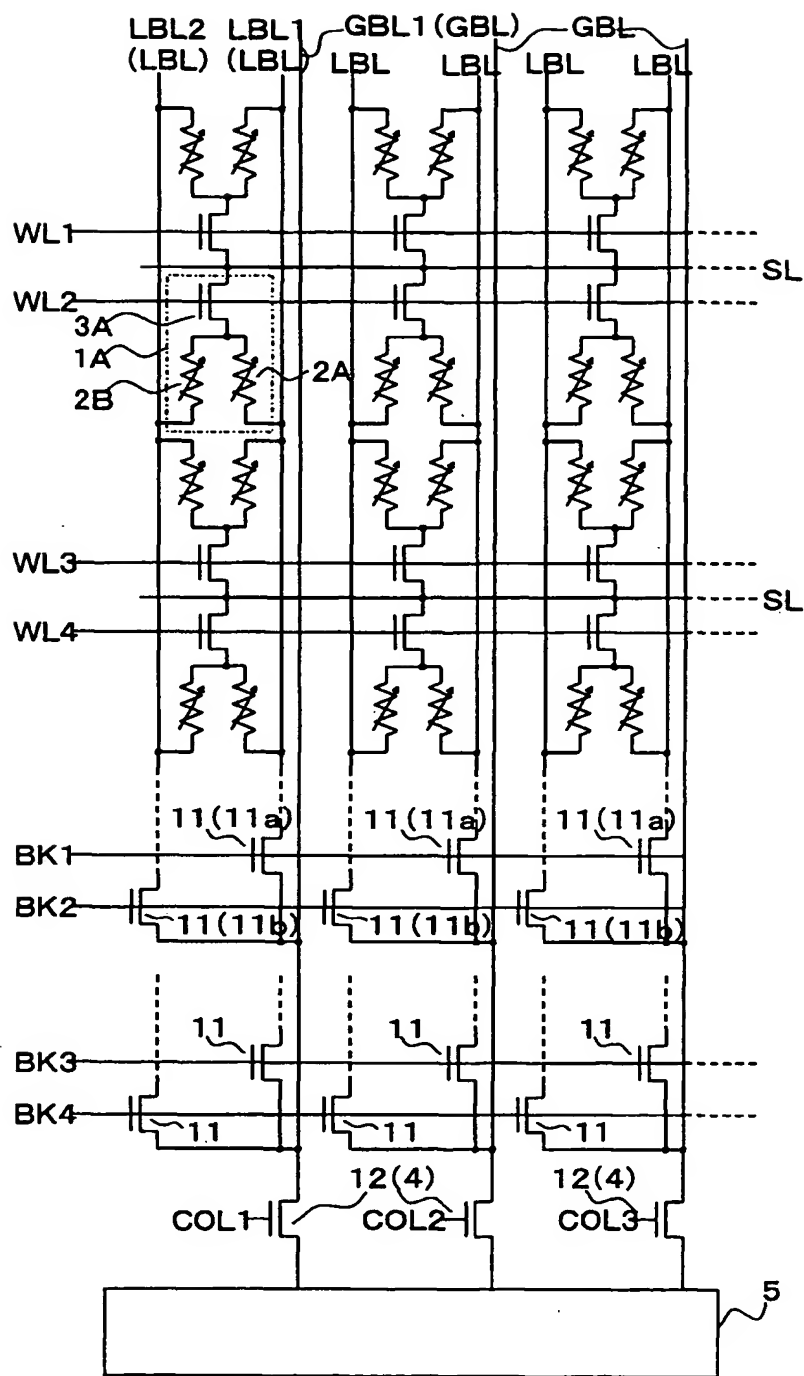 LBL2 LBL1 GBL1(GBL) GBL
(LBL) (LBL) LBL LBL LBL LBL
WL1
SL
WL2
3A
1A
2A
2B
WL3
SL
WL4
11(11a) 11(11a) 11(11a)
BK1
BK2
11(11b) 11(11b) 11(11b)
11 11 11
BK3
BK4
11 11 11
12(4) 12(4)
COL1 COL2 COL3
5